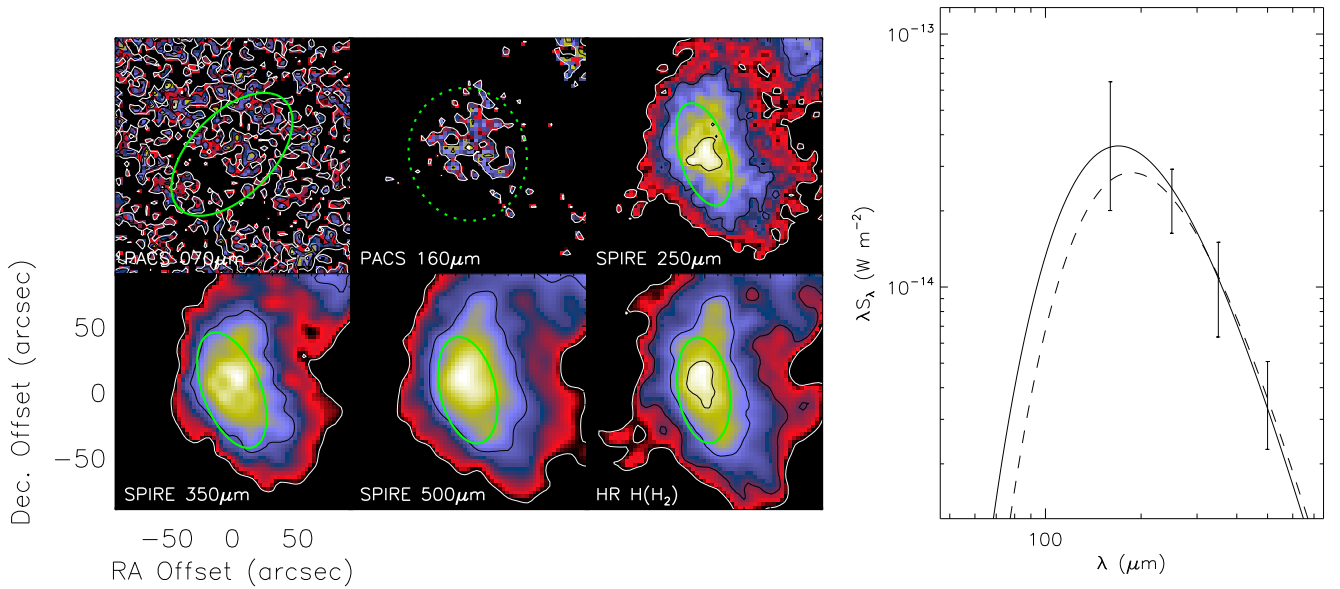 PACS 070μm
PACS 160μm
SPIRE 250μm
SPIRE 350μm
SPIRE 500μm
HR H(H₂)
Dec. Offset (arcsec)
50
0
−50
−50 0 50
RA Offset (arcsec)
λSλ (W m⁻²)
10⁻¹³
10⁻¹⁴
100
λ (μm)